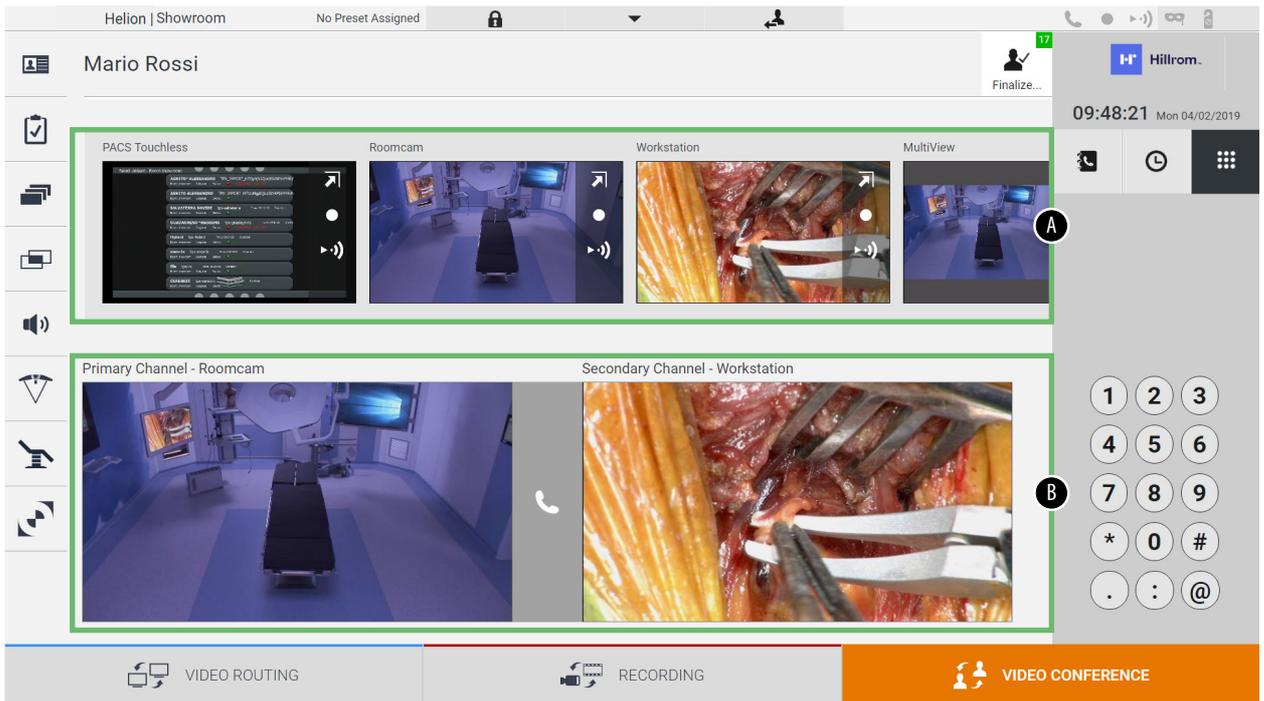 Helion | Showroom
No Preset Assigned
Mario Rossi
17
Finalize...
Hillrom™
09:48:21 Mon 04/02/2019
PACS Touchless
Roomcam
Workstation
MultiView
A
Primary Channel - Roomcam
Secondary Channel - Workstation
B
1 2 3
4 5 6
7 8 9
* 0 #
. : @
VIDEO ROUTING
RECORDING
VIDEO CONFERENCE